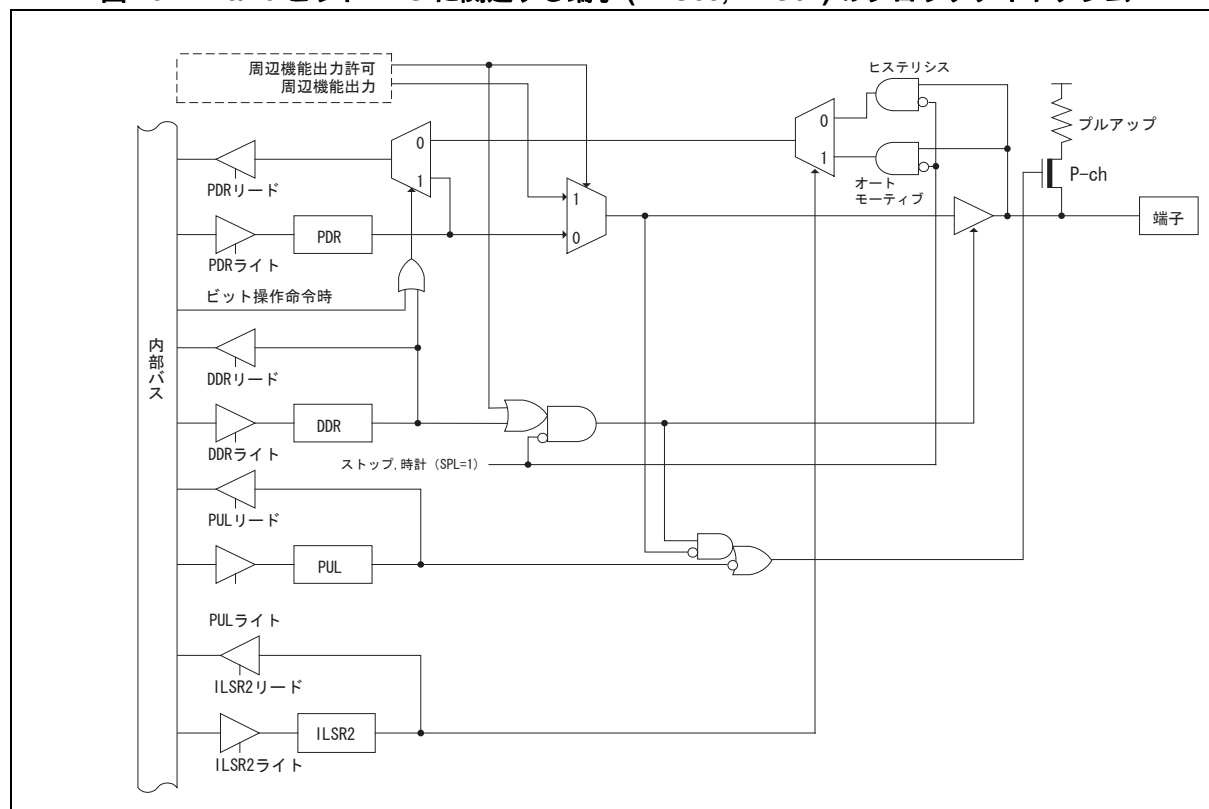 周辺機能出力許可
周辺機能出力
ヒステリシス
プルアップ
0
1
0
1
P-ch
オート
モーティブ
PDRリード
1
0
端子
PDR
PDRライト
ビット操作命令時
内部バス
DDRリード
DDR
DDRライト
ストップ,時計 (SPL=1)
PULリード
PUL
PULライト
ILSR2リード
ILSR2
ILSR2ライト